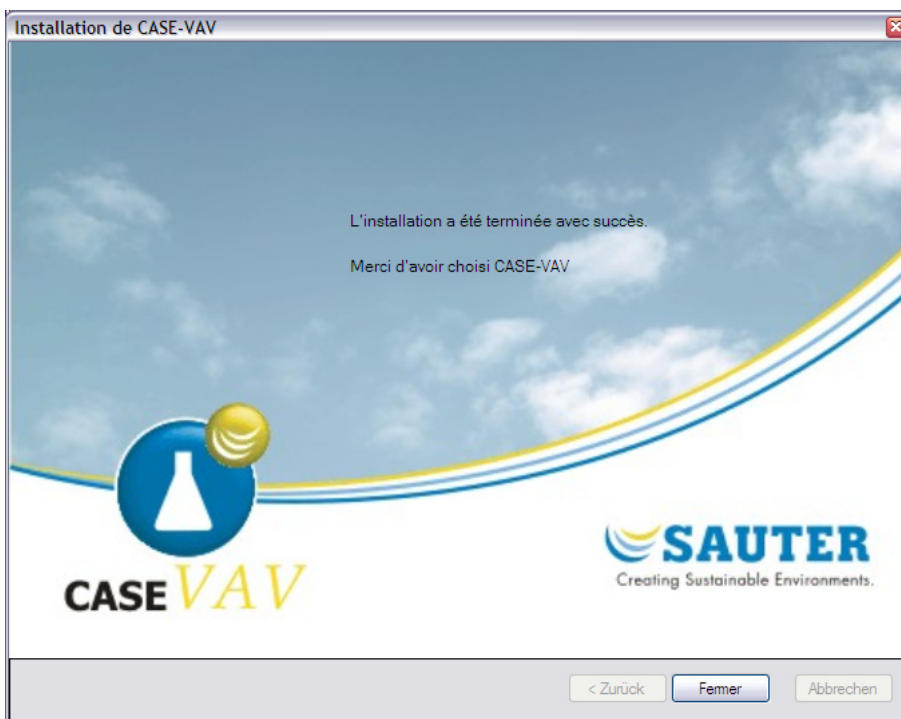 Installation de CASE-VAV
L'installation a été terminée avec succès.
Merci d'avoir choisi CASE-VAV
CASE VAV
SAUTER
Creating Sustainable Environments.
< Zurück
Fermer
Abbrechen